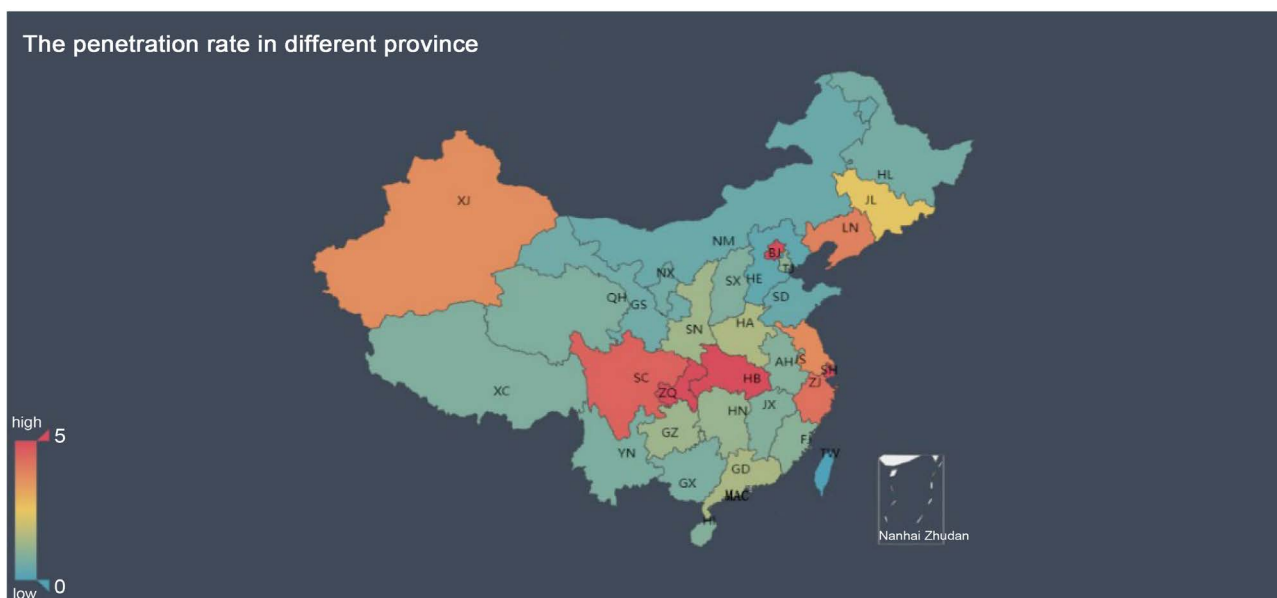 The penetration rate in different province
XJ
HL
JL
LN
NM
BJ
TJ
NX
SX
HE
SD
QH
GS
SN
HA
AH
JS
SH
SC
HB
ZJ
XC
ZQ
HN
JX
GZ
YN
FJ
TW
GD
GX
MAC
HI
high
5
0
low
Nanhai Zhudan